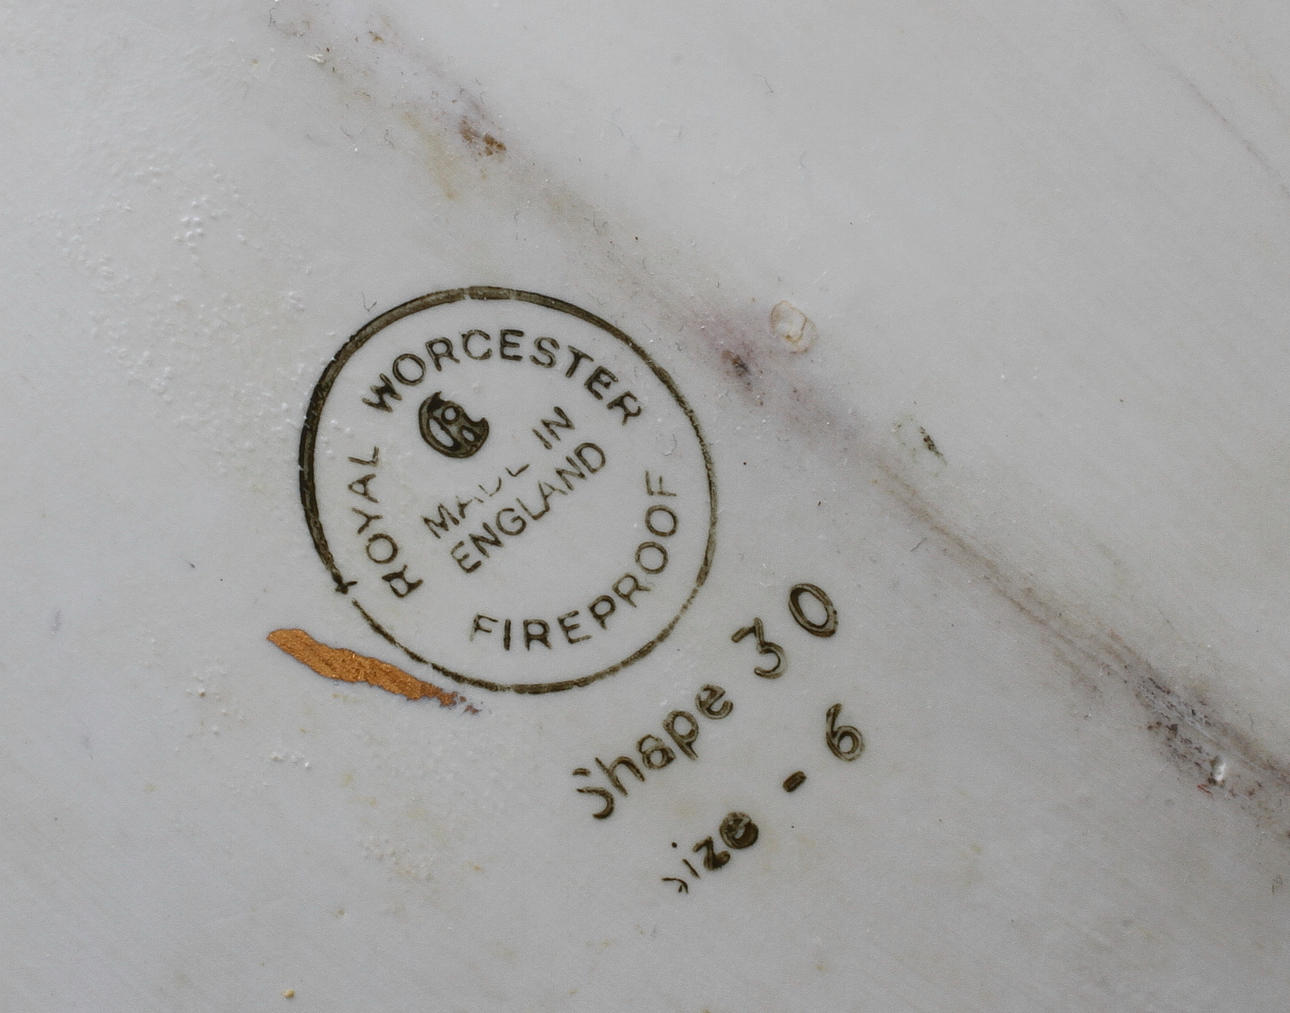 ROYAL WORCESTER
MADE IN
ENGLAND
FIREPROOF
Shape 30
size - 6